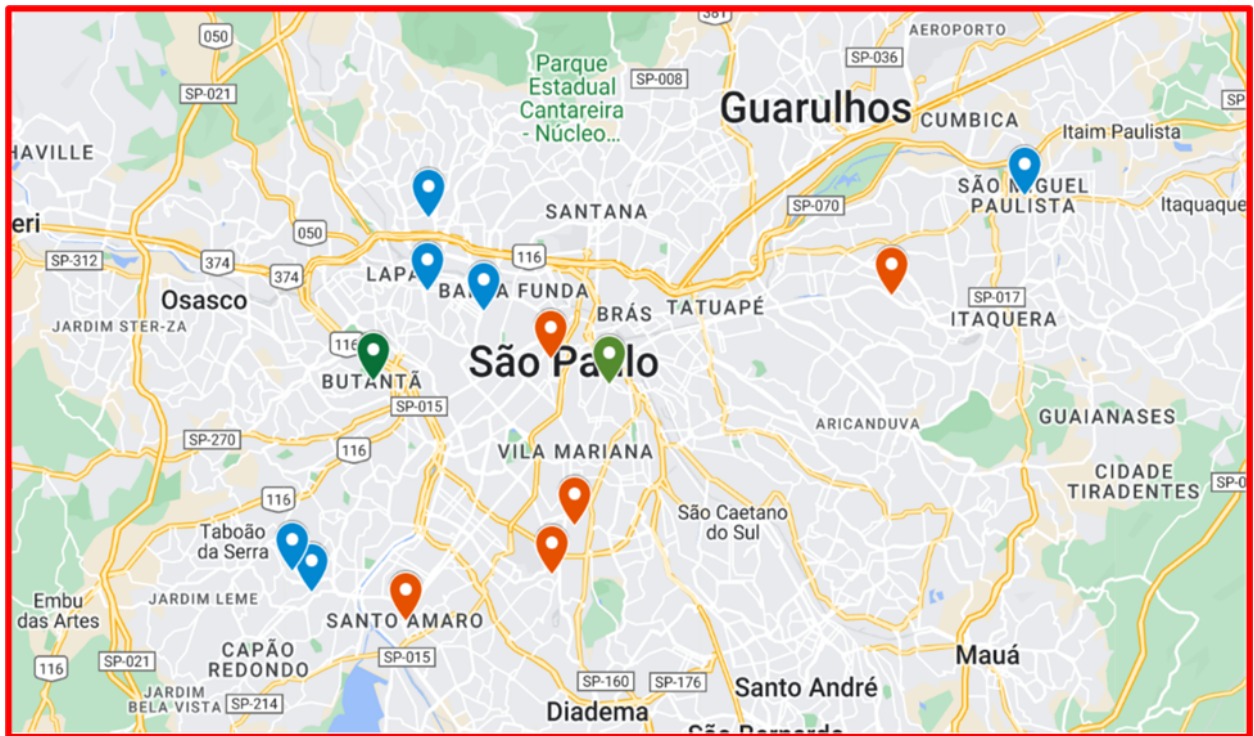 381
050
AEROPORTO
SP-036
Parque
Estadual
Cantareira
- Núcleo...
SP-008
SP-021
Guarulhos
CUMBICA
Itaim Paulista
HAVILLE
SÃO MIGUEL
PAULISTA
Itaquaque
SP-070
SANTANA
eri
050
SP-312
374
374
116
LAPA
BARRA FUNDA
Osasco
JARDIM STER-ZA
BRÁS
TATUAPÉ
SP-017
ITAQUERA
116
São Paulo
BUTANTÃ
SP-015
SP-270
116
VILA MARIANA
ARICANDUVA
GUAIANASES
CIDADE
TIRADENTES
SP-0
116
Taboão
da Serra
São Caetano
do Sul
Embu
das Artes
JARDIM LEME
SANTO AMARO
CAPÃO
REDONDO
SP-015
116
SP-021
JARDIM
BELA VISTA
SP-214
SP-160
SP-176
Mauá
Santo André
Diadema
São Bernardo